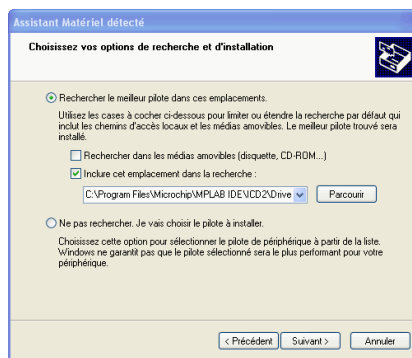 Assistant Matériel détecté
Choisissez vos options de recherche et d'installation
Rechercher le meilleur pilote dans ces emplacements.
Utilisez les cases à cocher ci-dessous pour limiter ou étendre la recherche par défaut qui
inclut les chemins d'accès locaux et les médias amovibles. Le meilleur pilote trouvé sera
installé.
Rechercher dans les médias amovibles (disquette, CD-ROM...)
Inclure cet emplacement dans la recherche :
C:\Program Files\Microchip\MPLAB IDE\ICD2\Drive
Parcourir
Ne pas rechercher. Je vais choisir le pilote à installer.
Choisissez cette option pour sélectionner le pilote de périphérique à partir de la liste.
Windows ne garantit pas que le pilote sélectionné sera le plus performant pour votre
périphérique.
< Précédent
Suivant >
Annuler